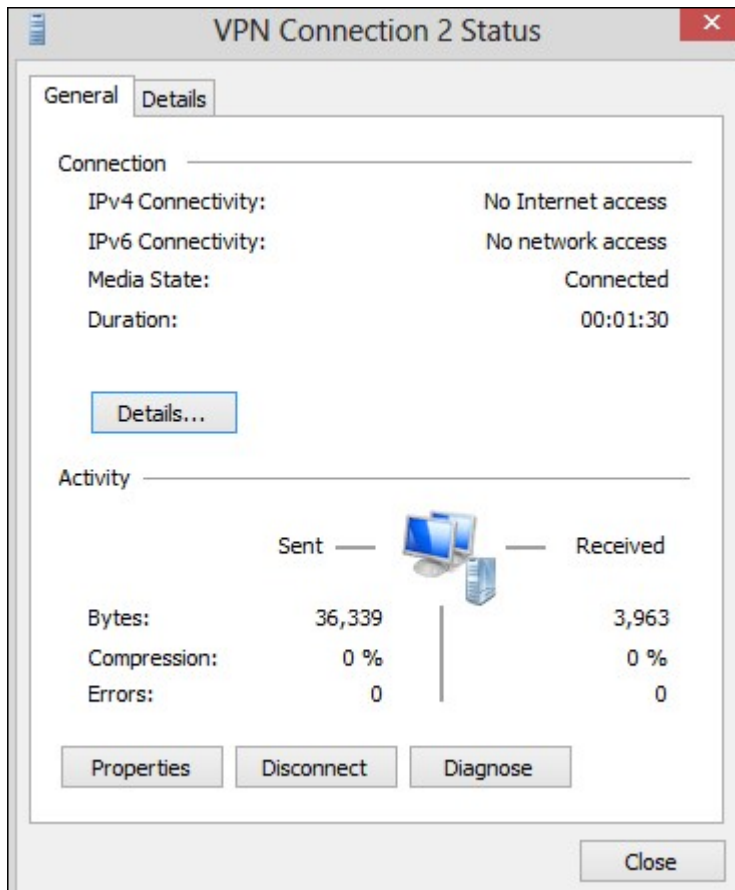 VPN Connection 2 Status
General Details
Connection
IPv4 Connectivity: No Internet access
IPv6 Connectivity: No network access
Media State: Connected
Duration: 00:01:30
Details...
Activity
Sent Received
Bytes: 36,339 3,963
Compression: 0 % 0 %
Errors: 0 0
Properties Disconnect Diagnose
Close